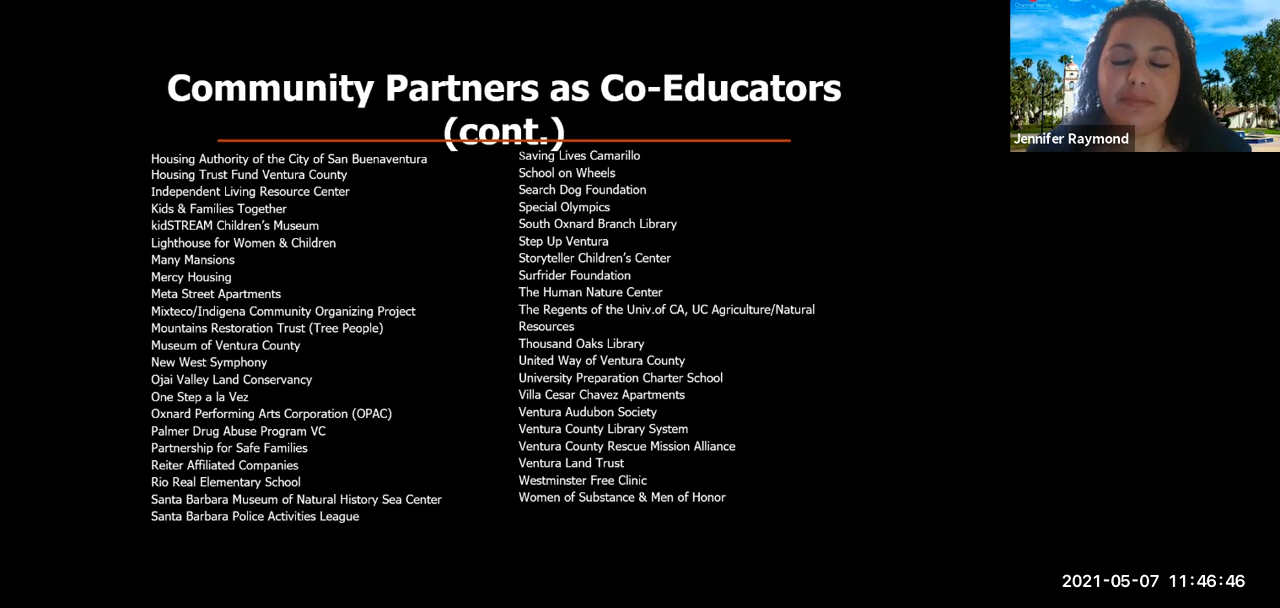 Community Partners as Co-Educators
(cont.)
Housing Authority of the City of San Buenaventura
Housing Trust Fund Ventura County
Independent Living Resource Center
Kids & Families Together
kidSTREAM Children's Museum
Lighthouse for Women & Children
Many Mansions
Mercy Housing
Meta Street Apartments
Mixteco/Indigena Community Organizing Project
Mountains Restoration Trust (Tree People)
Museum of Ventura County
New West Symphony
Ojai Valley Land Conservancy
One Step a la Vez
Oxnard Performing Arts Corporation (OPAC)
Palmer Drug Abuse Program VC
Partnership for Safe Families
Reiter Affiliated Companies
Rio Real Elementary School
Santa Barbara Museum of Natural History Sea Center
Santa Barbara Police Activities League
Saving Lives Camarillo
School on Wheels
Search Dog Foundation
Special Olympics
South Oxnard Branch Library
Step Up Ventura
Storyteller Children's Center
Surfrider Foundation
The Human Nature Center
The Regents of the Univ.of CA, UC Agriculture/Natural
Resources
Thousand Oaks Library
United Way of Ventura County
University Preparation Charter School
Villa Cesar Chavez Apartments
Ventura Audubon Society
Ventura County Library System
Ventura County Rescue Mission Alliance
Ventura Land Trust
Westminster Free Clinic
Women of Substance & Men of Honor
Channel Islands
Jennifer Raymond
2021-05-07 11:46:46